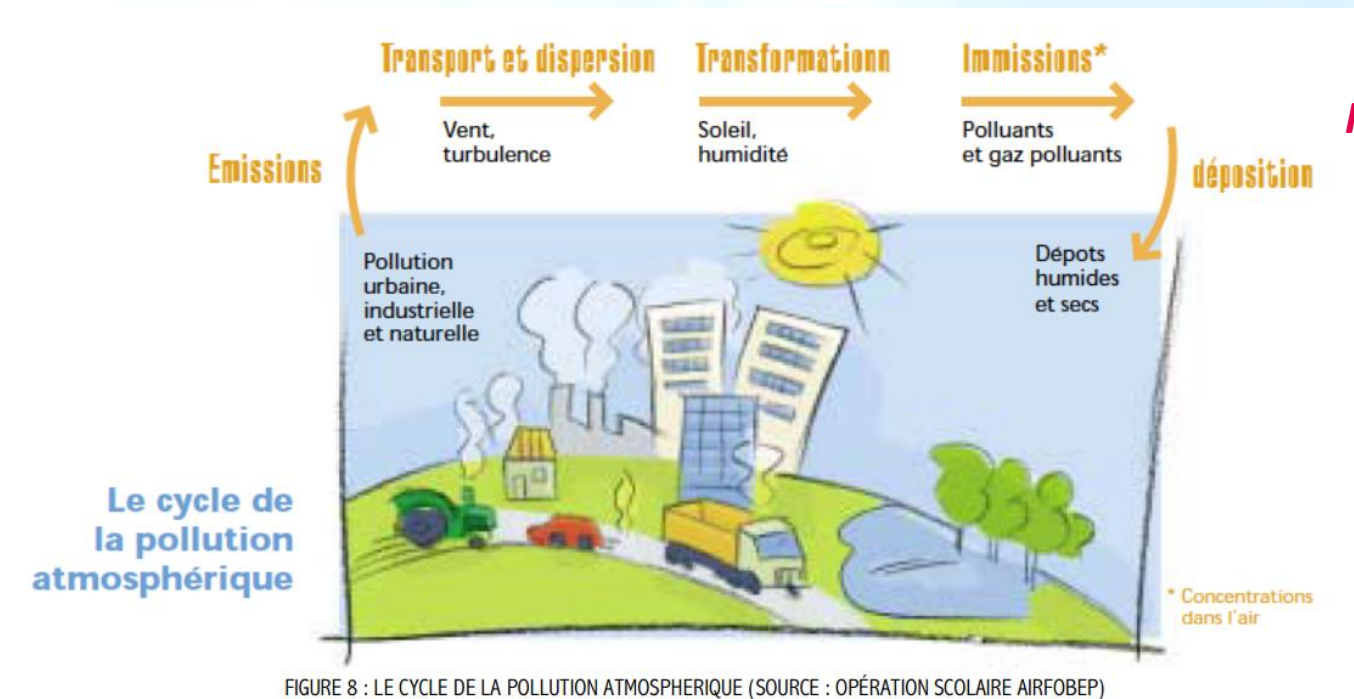 Transport et dispersion
Transformationn
Immissions*
Vent,
turbulence
Soleil,
humidité
Polluants
et gaz polluants
Emissions
déposition
Pollution
urbaine,
industrielle
et naturelle
Dépots
humides
et secs
Le cycle de
la pollution
atmosphérique
* Concentrations
dans l'air
FIGURE 8 : LE CYCLE DE LA POLLUTION ATMOSPHERIQUE (SOURCE : OPÉRATION SCOLAIRE AIRFOBEP)